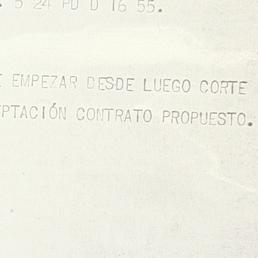 . 5 24 PD D 16 55.
E EMPEZAR DESDE LUEGO CORTE
PTACIÓN CONTRATO PROPUESTO.